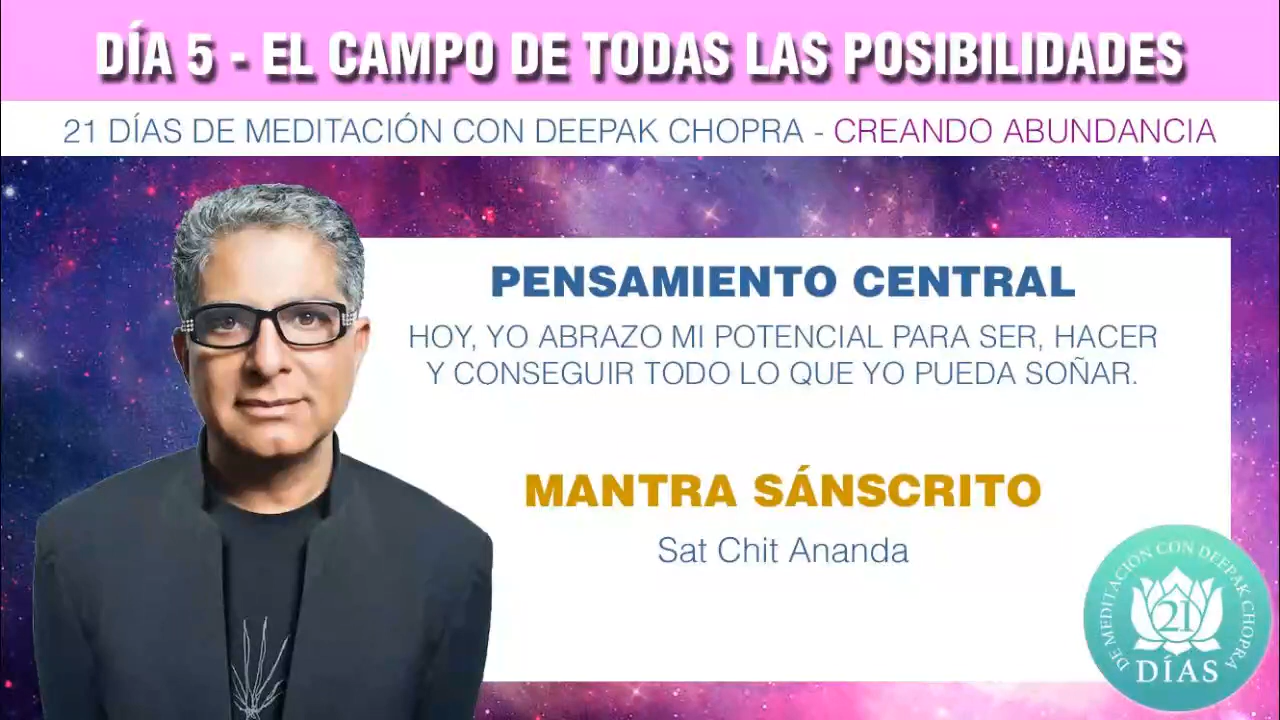 DÍA 5 - EL CAMPO DE TODAS LAS POSIBILIDADES
21 DÍAS DE MEDITACIÓN CON DEEPAK CHOPRA - CREANDO ABUNDANCIA
PENSAMIENTO CENTRAL
HOY, YO ABRAZO MI POTENCIAL PARA SER, HACER
Y CONSEGUIR TODO LO QUE YO PUEDA SOÑAR.
MANTRA SÁNSCRITO
Sat Chit Ananda
DE MEDITACIÓN CON DEEPAK CHOPRA
21
DÍAS